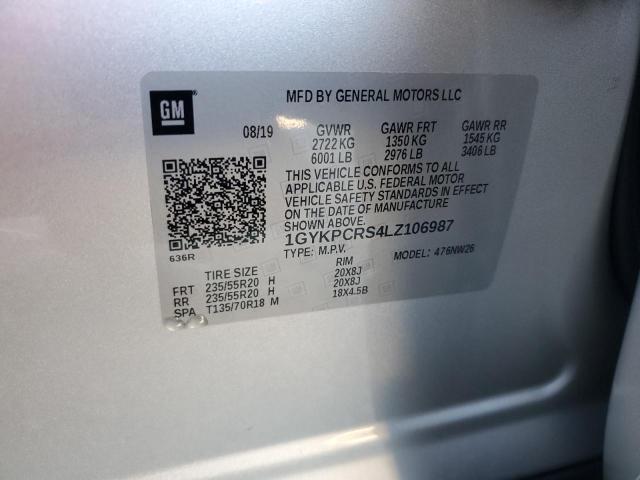 GM
MFD BY GENERAL MOTORS LLC
08/19 GVWR GAWR FRT GAWR RR
2722 KG 1350 KG 1545 KG
6001 LB 2976 LB 3406 LB
THIS VEHICLE CONFORMS TO ALL
APPLICABLE U.S. FEDERAL MOTOR
VEHICLE SAFETY STANDARDS IN EFFECT
ON THE DATE OF MANUFACTURE
1GYKPCRS4LZ106987
636R TYPE: M.P.V. MODEL: 476NW26
TIRE SIZE RIM
FRT 235/55R20 H 20X8J
RR 235/55R20 H 20X8J
SPA T135/70R18 M 18X4.5B